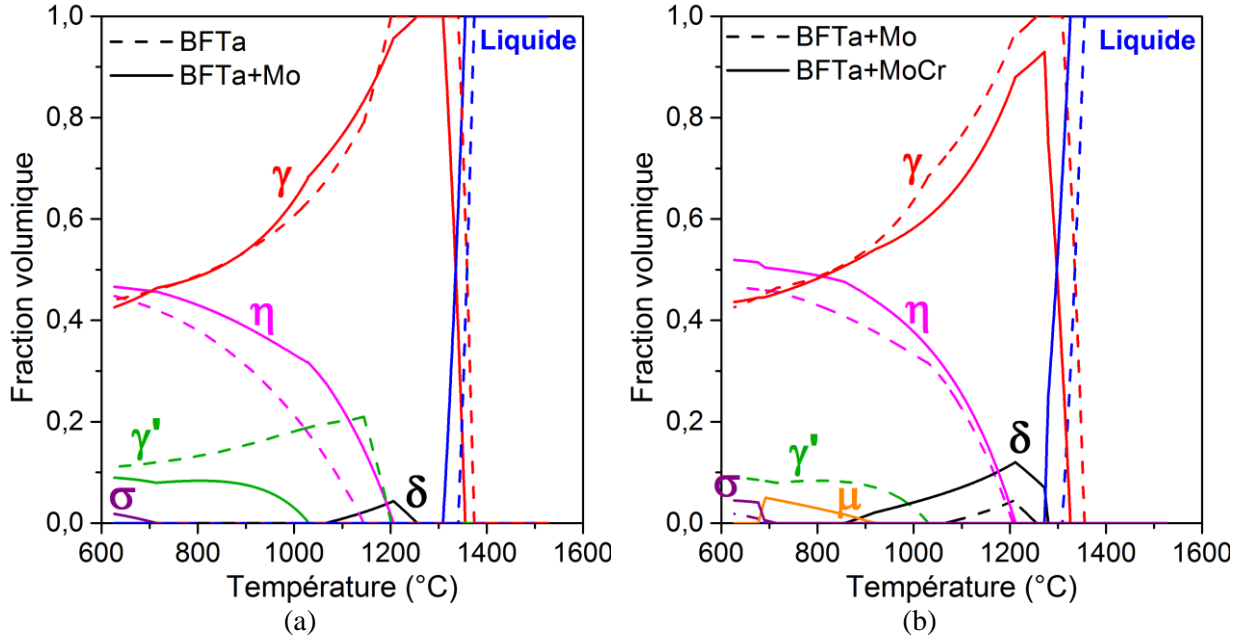 1,0
0,8
0,6
0,4
0,2
0,0
Fraction volumique
BFTa
BFTa+Mo
Liquide
γ
η
γ'
σ
δ
600 800 1000 1200 1400 1600
Température (°C)
(a)
1,0
0,8
0,6
0,4
0,2
0,0
Fraction volumique
BFTa+Mo
BFTa+MoCr
Liquide
γ
η
γ'
σ
μ
δ
600 800 1000 1200 1400 1600
Température (°C)
(b)